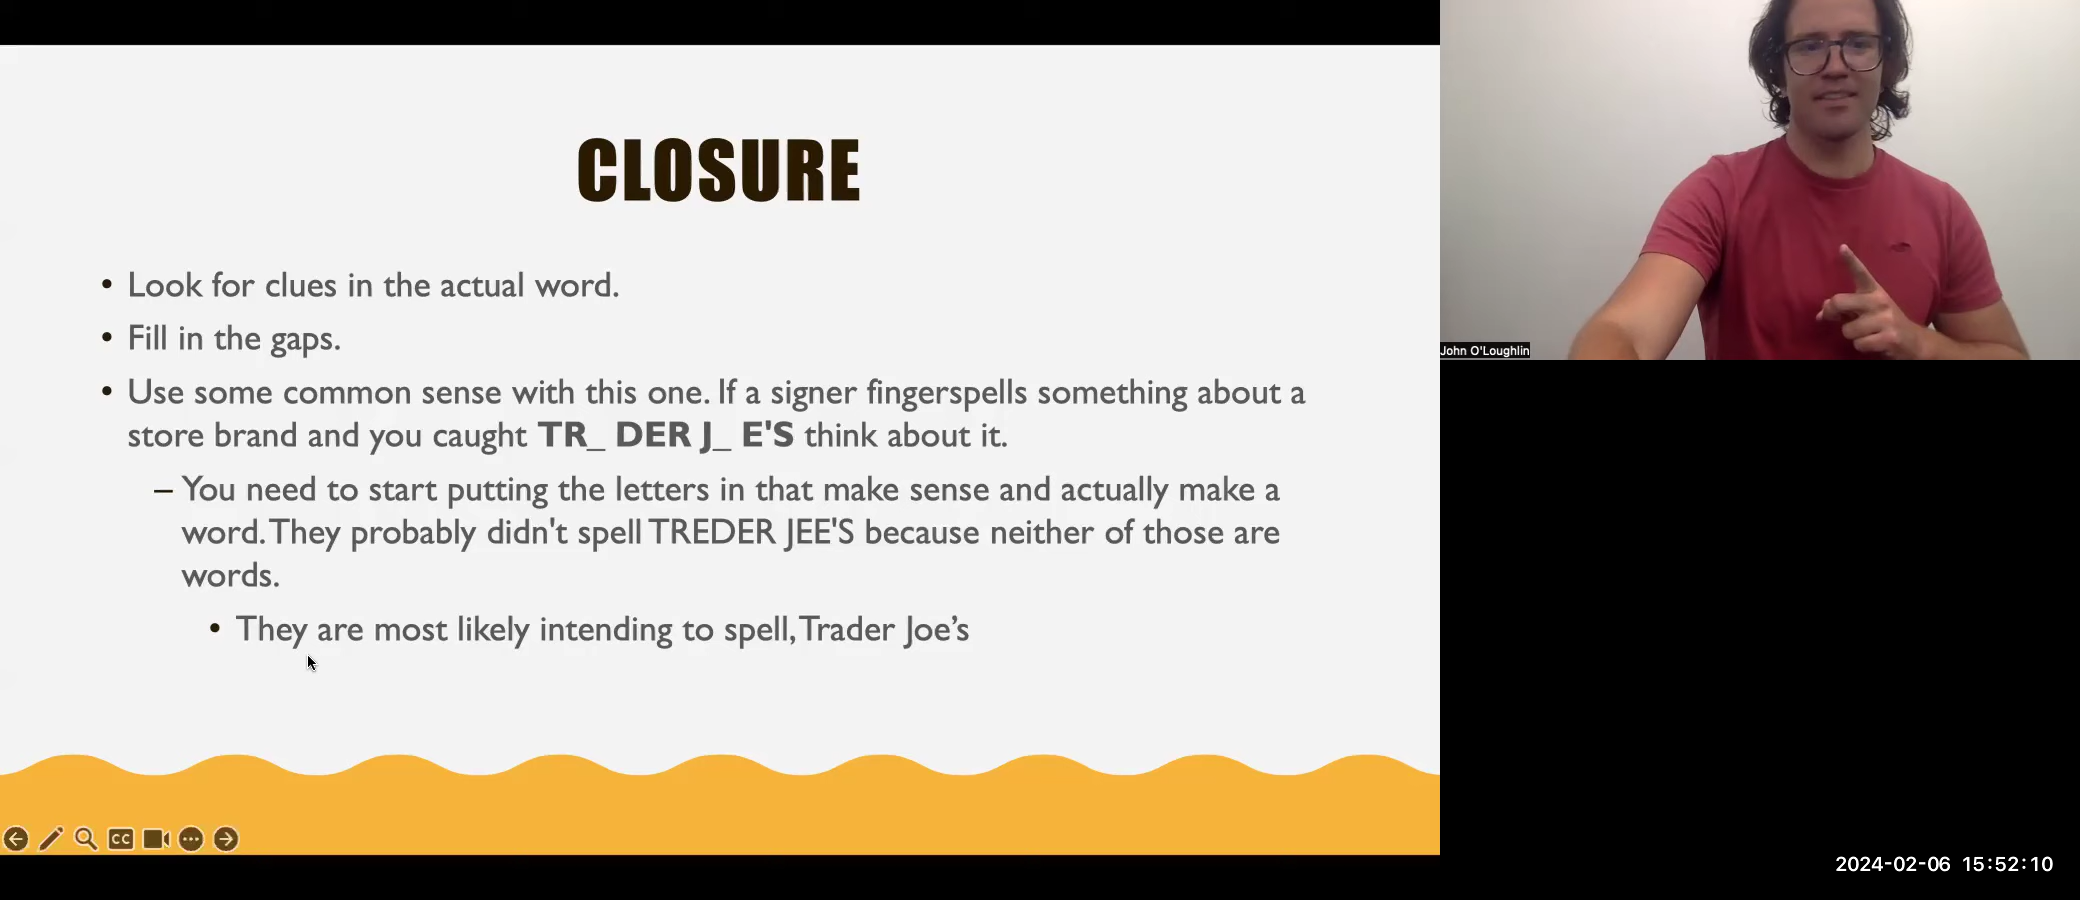 CLOSURE
• Look for clues in the actual word.
• Fill in the gaps.
• Use some common sense with this one. If a signer fingerspells something about a
store brand and you caught TR_ DER J_ E'S think about it.
– You need to start putting the letters in that make sense and actually make a
word. They probably didn't spell TREDER JEE'S because neither of those are
words.
• They are most likely intending to spell, Trader Joe’s
CC
John O'Loughlin
2024-02-06 15:52:10